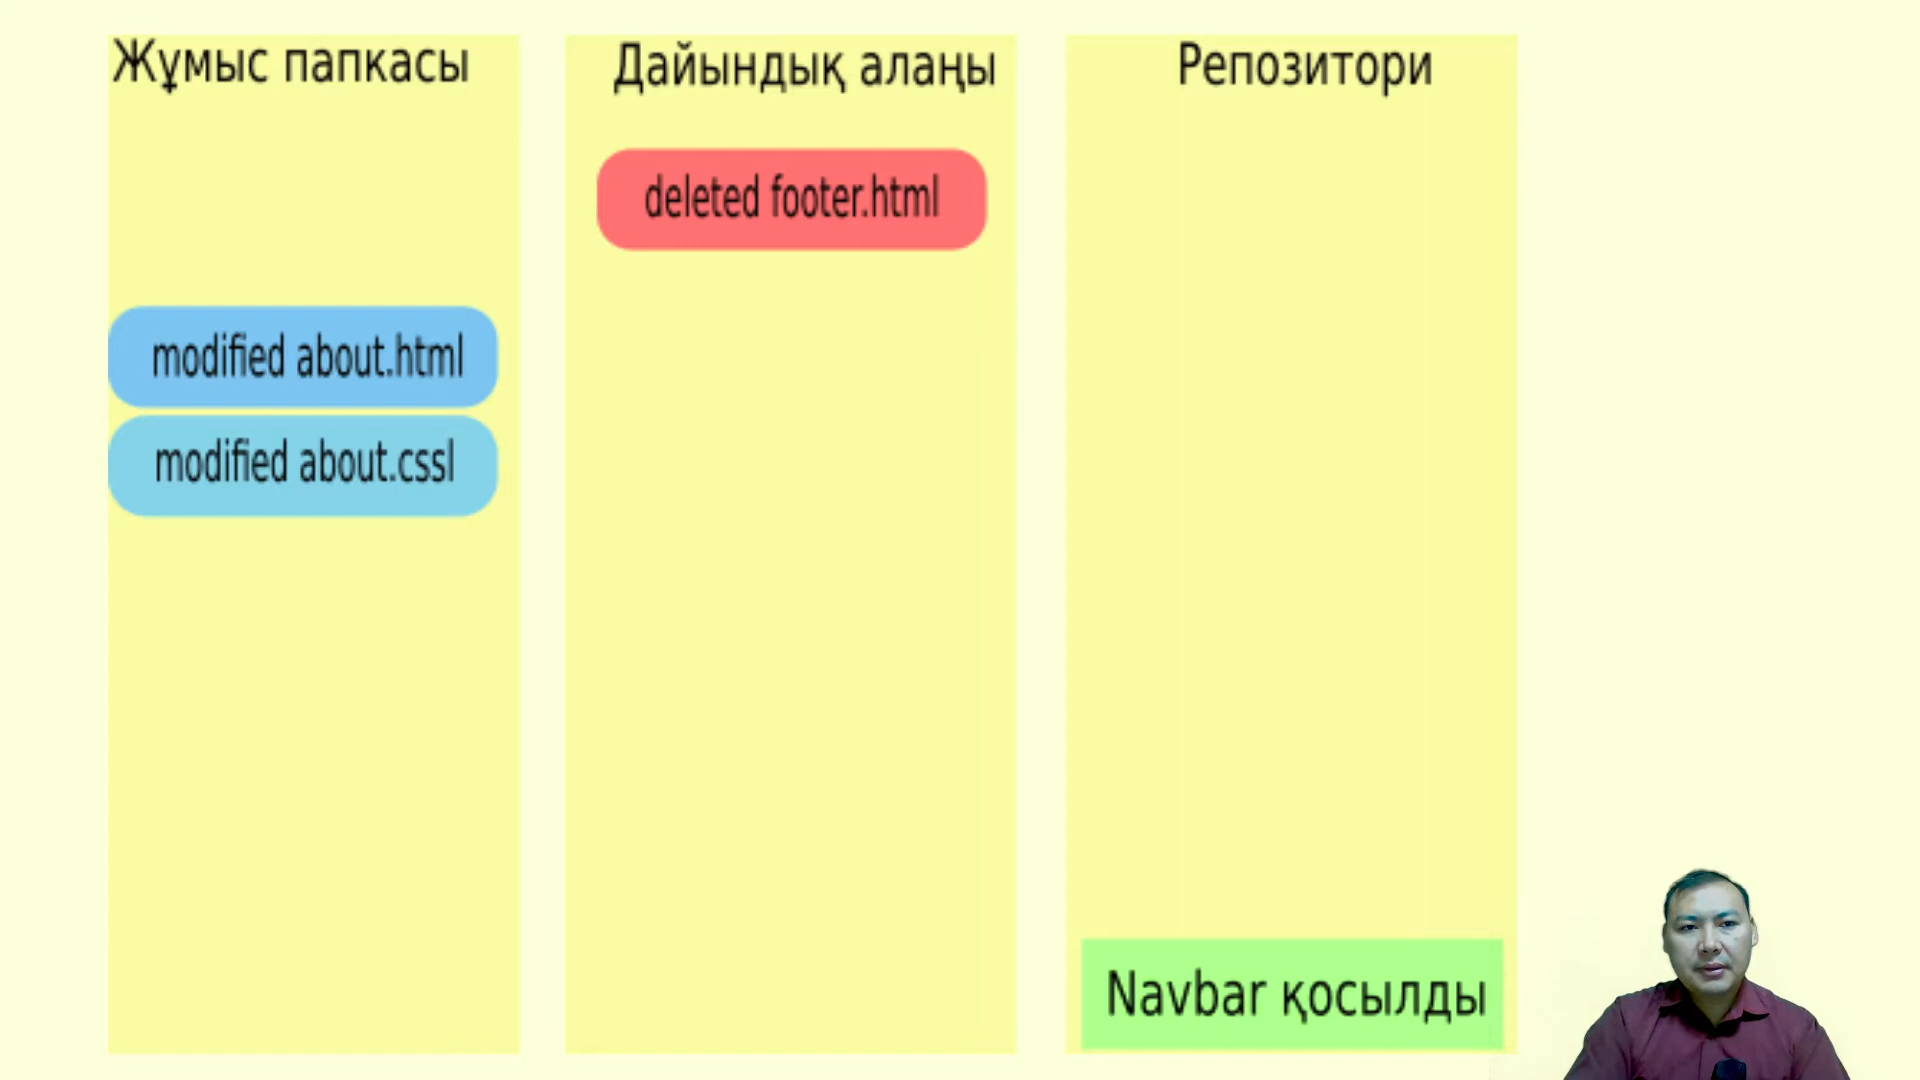 Жұмыс папкасы
Дайындық алаңы
Репозитори
deleted footer.html
modified about.html
modified about.cssl
Navbar қосылды